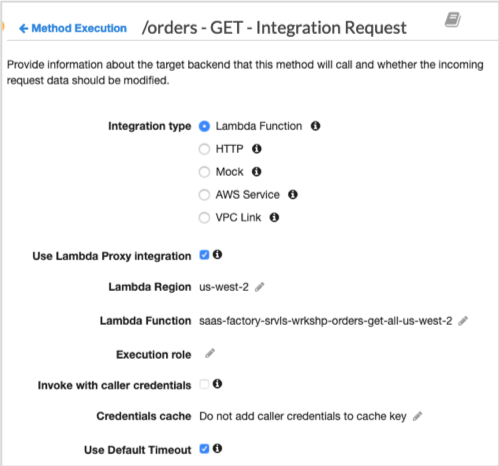 ← Method Execution /orders - GET - Integration Request
Provide information about the target backend that this method will call and whether the incoming
request data should be modified.
Integration type Lambda Function
HTTP
Mock
AWS Service
VPC Link
Use Lambda Proxy integration
Lambda Region us-west-2
Lambda Function saas-factory-srvls-wrkshp-orders-get-all-us-west-2
Execution role
Invoke with caller credentials
Credentials cache Do not add caller credentials to cache key
Use Default Timeout